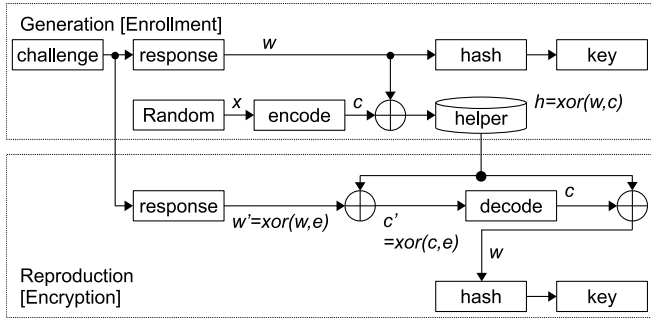 Generation [Enrollment]
challenge
response
w
hash
key
Random
x
encode
c
helper
h=xor(w,c)
response
w'=xor(w,e)
c'
=xor(c,e)
decode
c
w
Reproduction
[Encryption]
hash
key